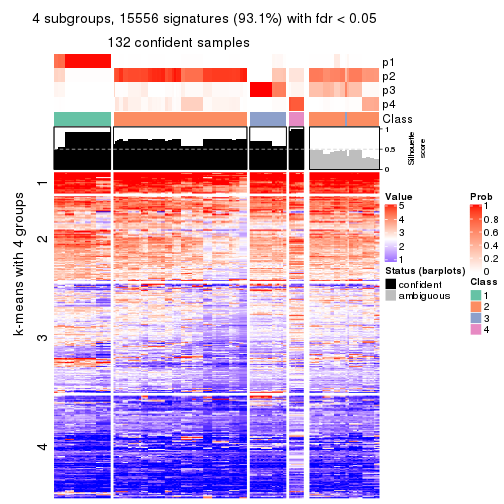 4 subgroups, 15556 signatures (93.1%) with fdr < 0.05
132 confident samples
p1
p2
p3
p4
Class
1
0.5
0
Silhouette
score
k-means with 4 groups
1
2
3
4
Value
5
4
3
2
1
Status (barplots)
confident
ambiguous
Prob
1
0.8
0.6
0.4
0.2
0
Class
1
2
3
4